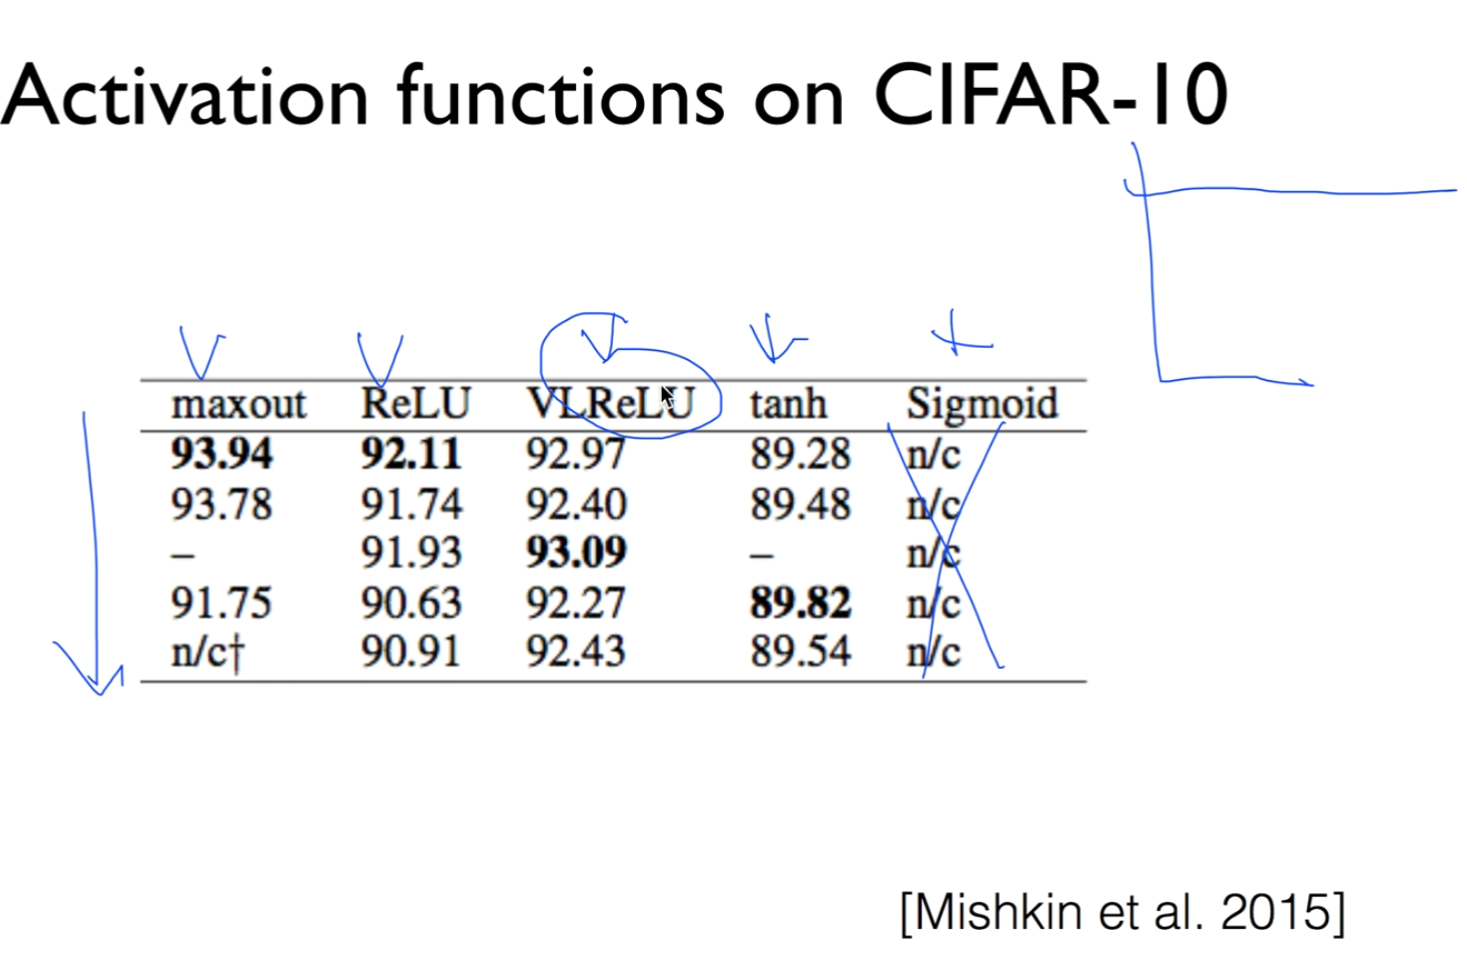 Activation functions on CIFAR-10
maxout ReLU VLReLU tanh Sigmoid
93.94 92.11 92.97 89.28 n/c
93.78 91.74 92.40 89.48 n/c
– 91.93 93.09 – n/c
91.75 90.63 92.27 89.82 n/c
n/c† 90.91 92.43 89.54 n/c
[Mishkin et al. 2015]